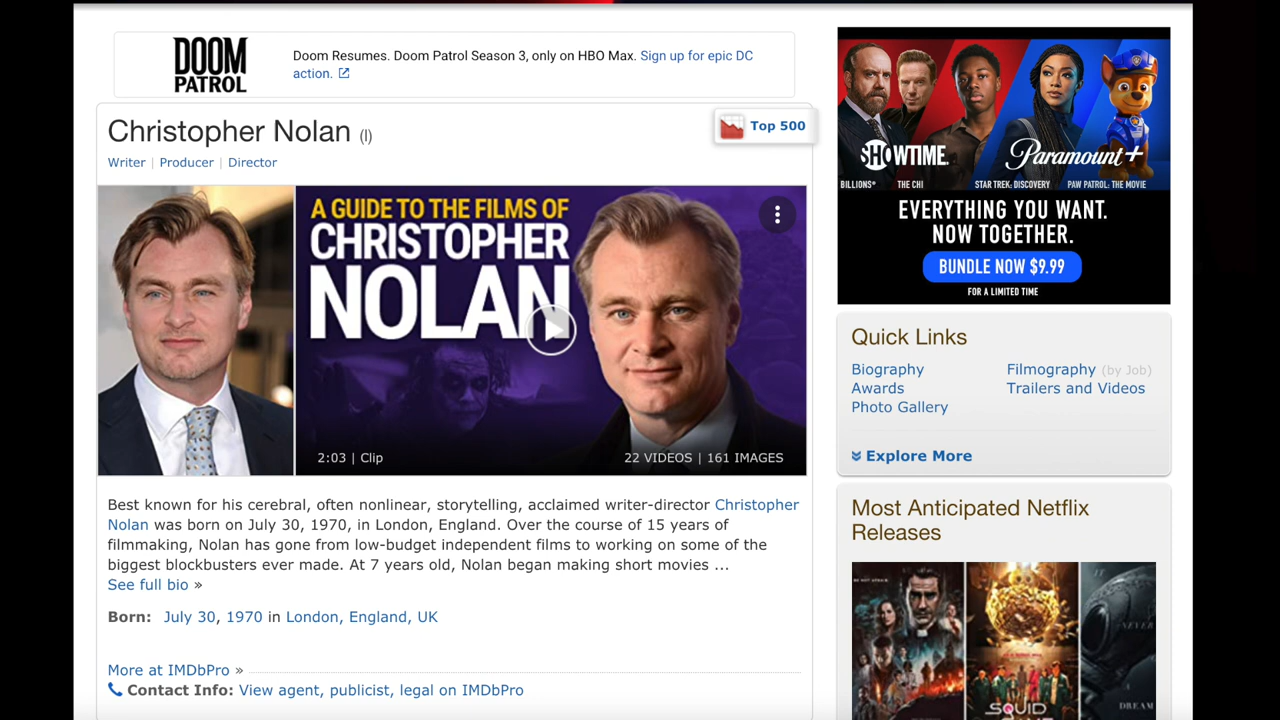 DOOM
PATROL
Doom Resumes. Doom Patrol Season 3, only on HBO Max. Sign up for epic DC
action.
Christopher Nolan (I)
Top 500
Writer | Producer | Director
A GUIDE TO THE FILMS OF
CHRISTOPHER
NOLAN
2:03 | Clip
22 VIDEOS | 161 IMAGES
Best known for his cerebral, often nonlinear, storytelling, acclaimed writer-director Christopher
Nolan was born on July 30, 1970, in London, England. Over the course of 15 years of
filmmaking, Nolan has gone from low-budget independent films to working on some of the
biggest blockbusters ever made. At 7 years old, Nolan began making short movies ...
See full bio »
Born: July 30, 1970 in London, England, UK
More at IMDbPro »
Contact Info: View agent, publicist, legal on IMDbPro
SHOWTIME.
Paramount+
BILLIONS*
THE CHI
STAR TREK: DISCOVERY
PAW PATROL: THE MOVIE
EVERYTHING YOU WANT.
NOW TOGETHER.
BUNDLE NOW $9.99
FOR A LIMITED TIME
Quick Links
Biography
Filmography (by Job)
Awards
Trailers and Videos
Photo Gallery
Explore More
Most Anticipated Netflix
Releases
BE NOT AFRAID
IT
NEVER
DREAM
SQUID